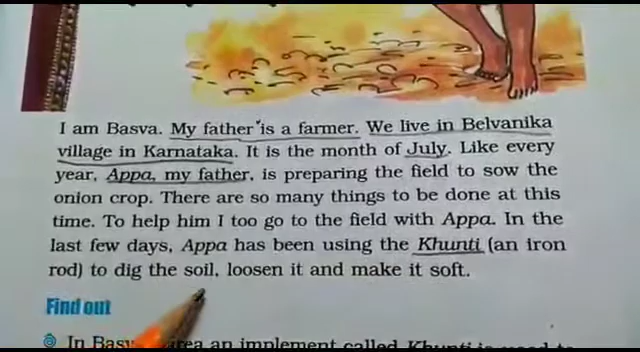 I am Basva. My father is a farmer. We live in Belvanika
village in Karnataka. It is the month of July. Like every
year, Appa, my father, is preparing the field to sow the
onion crop. There are so many things to be done at this
time. To help him I too go to the field with Appa. In the
last few days, Appa has been using the Khunti (an iron
rod) to dig the soil, loosen it and make it soft.
Find out
In area an implement called Khunti is used to